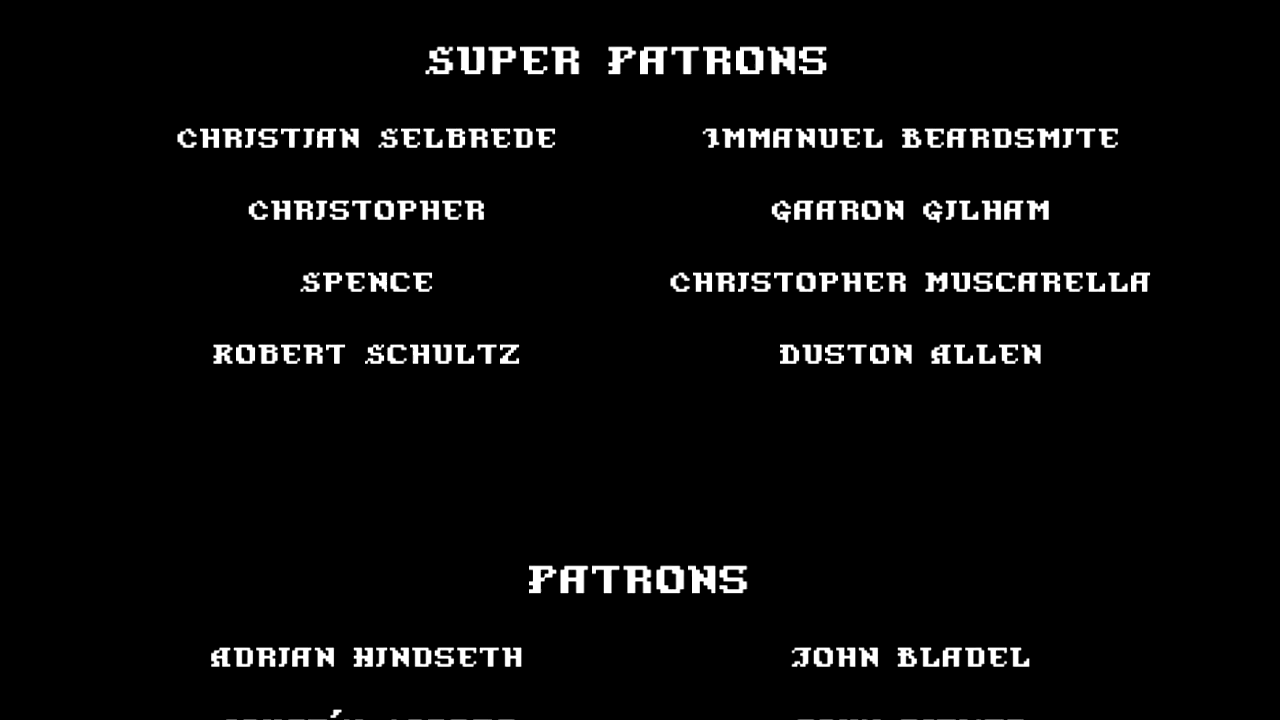 SUPER PATRONS
CHRISTIAN SELBREDE IMMANUEL BEARDSMITE
CHRISTOPHER GAARON GILHAM
SPENCE CHRISTOPHER MUSCARELLA
ROBERT SCHULTZ DUSTON ALLEN
PATRONS
ADRIAN HINDSETH JOHN BLADEL